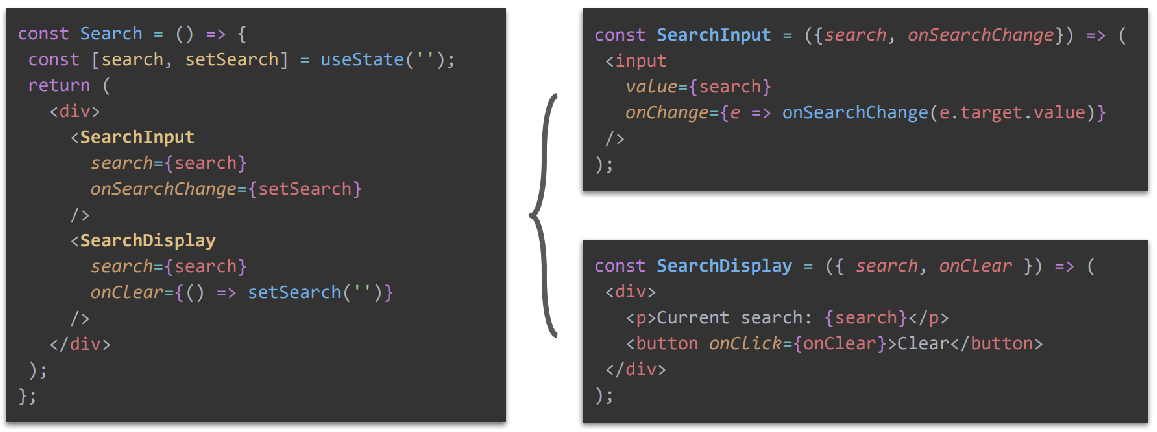 const Search = () => {
const [search, setSearch] = useState('');
return (
<div>
<SearchInput
search={search}
onSearchChange={setSearch}
/>
<SearchDisplay
search={search}
onClear={() => setSearch('')}
/>
</div>
);
};
const SearchInput = ({search, onSearchChange}) => (
<input
value={search}
onChange={e => onSearchChange(e.target.value)}
/>
);
const SearchDisplay = ({ search, onClear }) => (
<div>
<p>Current search: {search}</p>
<button onClick={onClear}>Clear</button>
</div>
);